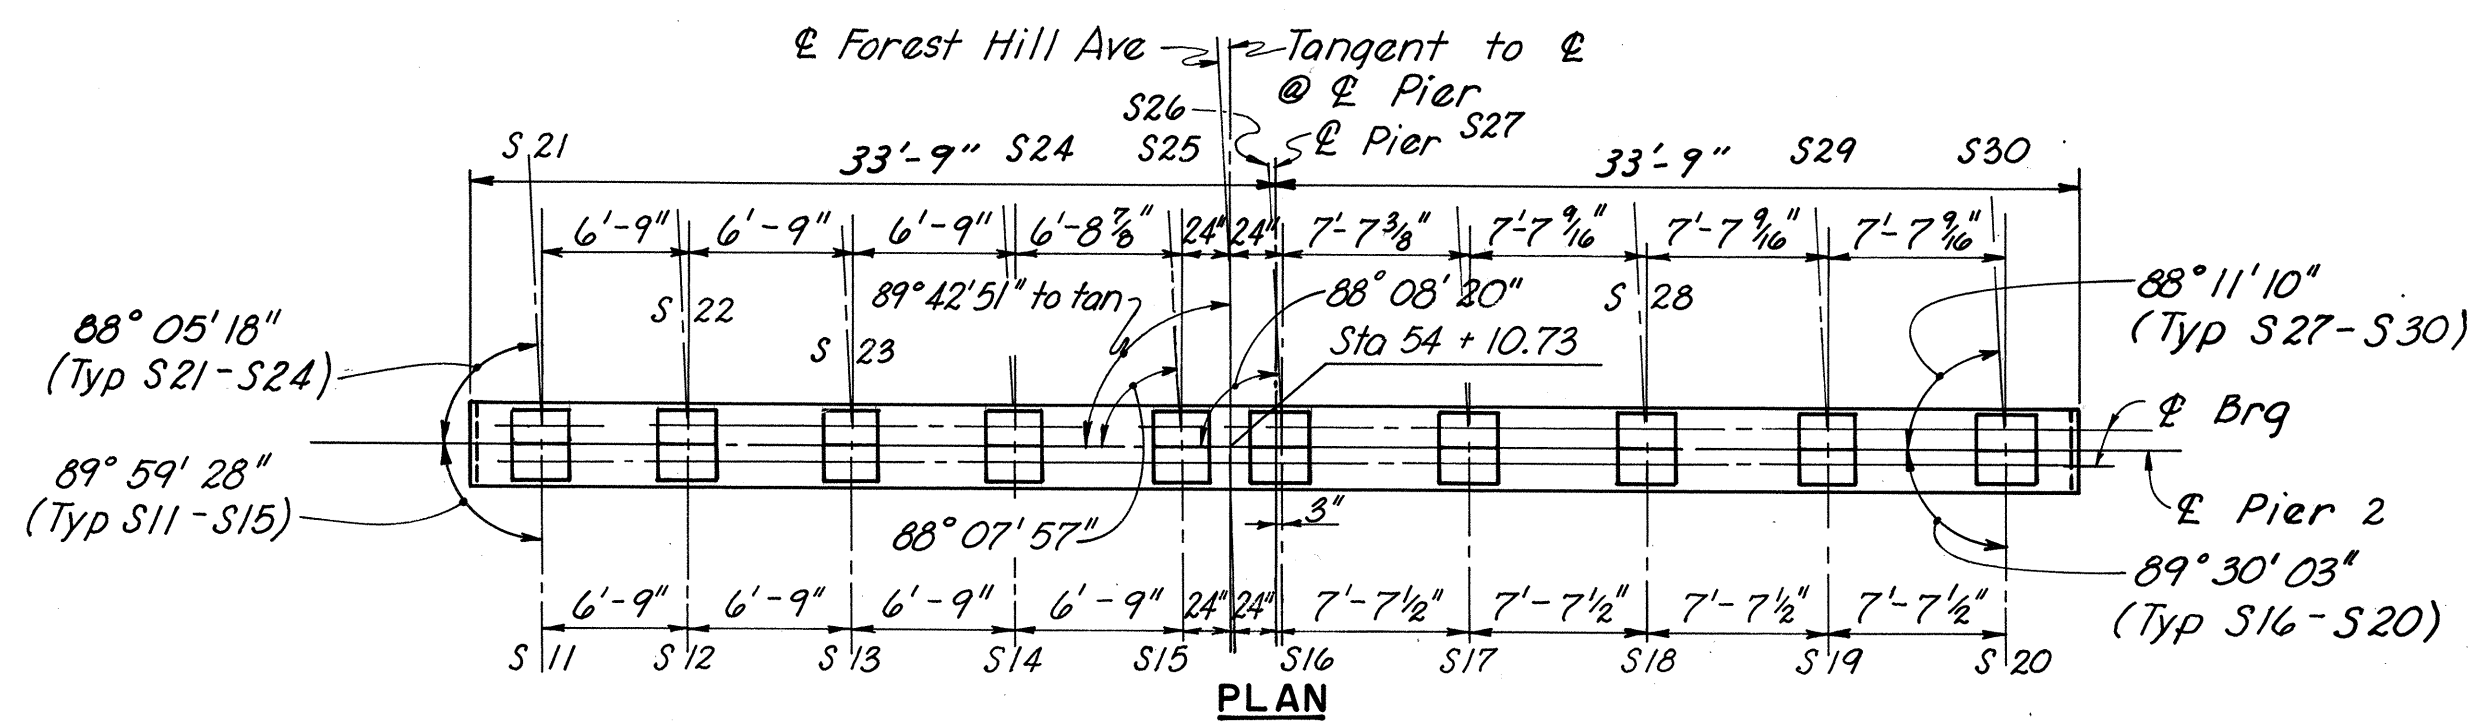 ℄ Forest Hill Ave
Tangent to ℄
@ ℄ Pier
S26
℄ Pier
S27
S 21
33'-9"
S24
S25
33'-9"
S29
S30
6'-9"
6'-9"
6'-9"
6'-8 7/8"
24"
24"
7'-7 3/8"
7'-7 9/16"
7'-7 9/16"
7'-7 9/16"
89°42'51" to tan
88°08'20"
88°11'10"
(Typ S27-S30)
S 22
S 28
88°05'18"
(Typ S21-S24)
S 23
Sta 54 + 10.73
℄ Brg
89°59'28"
(Typ S11-S15)
88°07'57"
3"
℄ Pier 2
89°30'03"
(Typ S16-S20)
6'-9"
6'-9"
6'-9"
6'-9"
24"
24"
7'-7 1/2"
7'-7 1/2"
7'-7 1/2"
7'-7 1/2"
S 11
S 12
S 13
S14
S15
S16
S17
S18
S19
S 20
PLAN